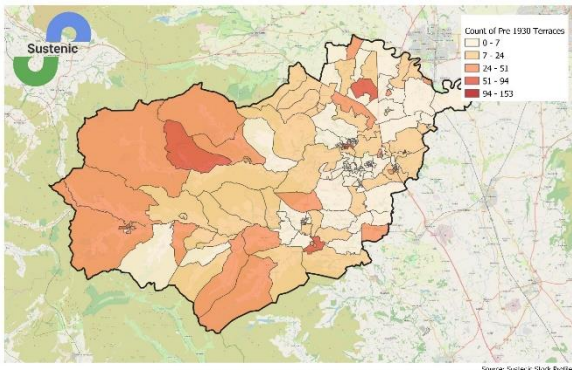 Sustenic
Count of Pre 1930 Terraces
0 - 7
7 - 24
24 - 51
51 - 94
94 - 153
Source: Sustenic Stock Profile